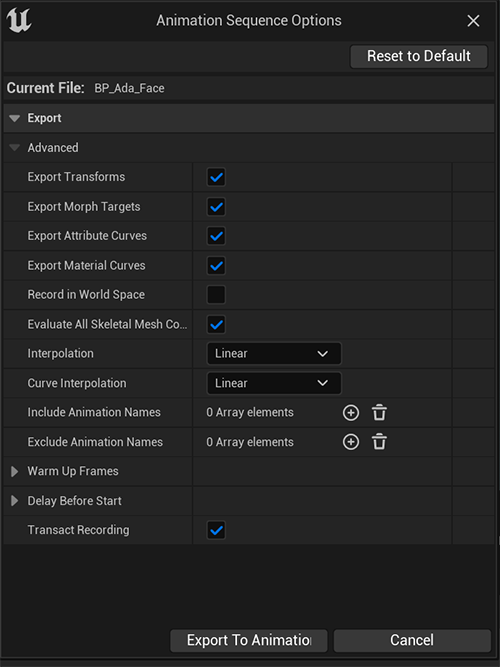 Animation Sequence Options
Reset to Default
Current File: BP_Ada_Face
Export
Advanced
Export Transforms
Export Morph Targets
Export Attribute Curves
Export Material Curves
Record in World Space
Evaluate All Skeletal Mesh Co...
Interpolation Linear
Curve Interpolation Linear
Include Animation Names 0 Array elements
Exclude Animation Names 0 Array elements
Warm Up Frames
Delay Before Start
Transact Recording
Export To Animation Cancel